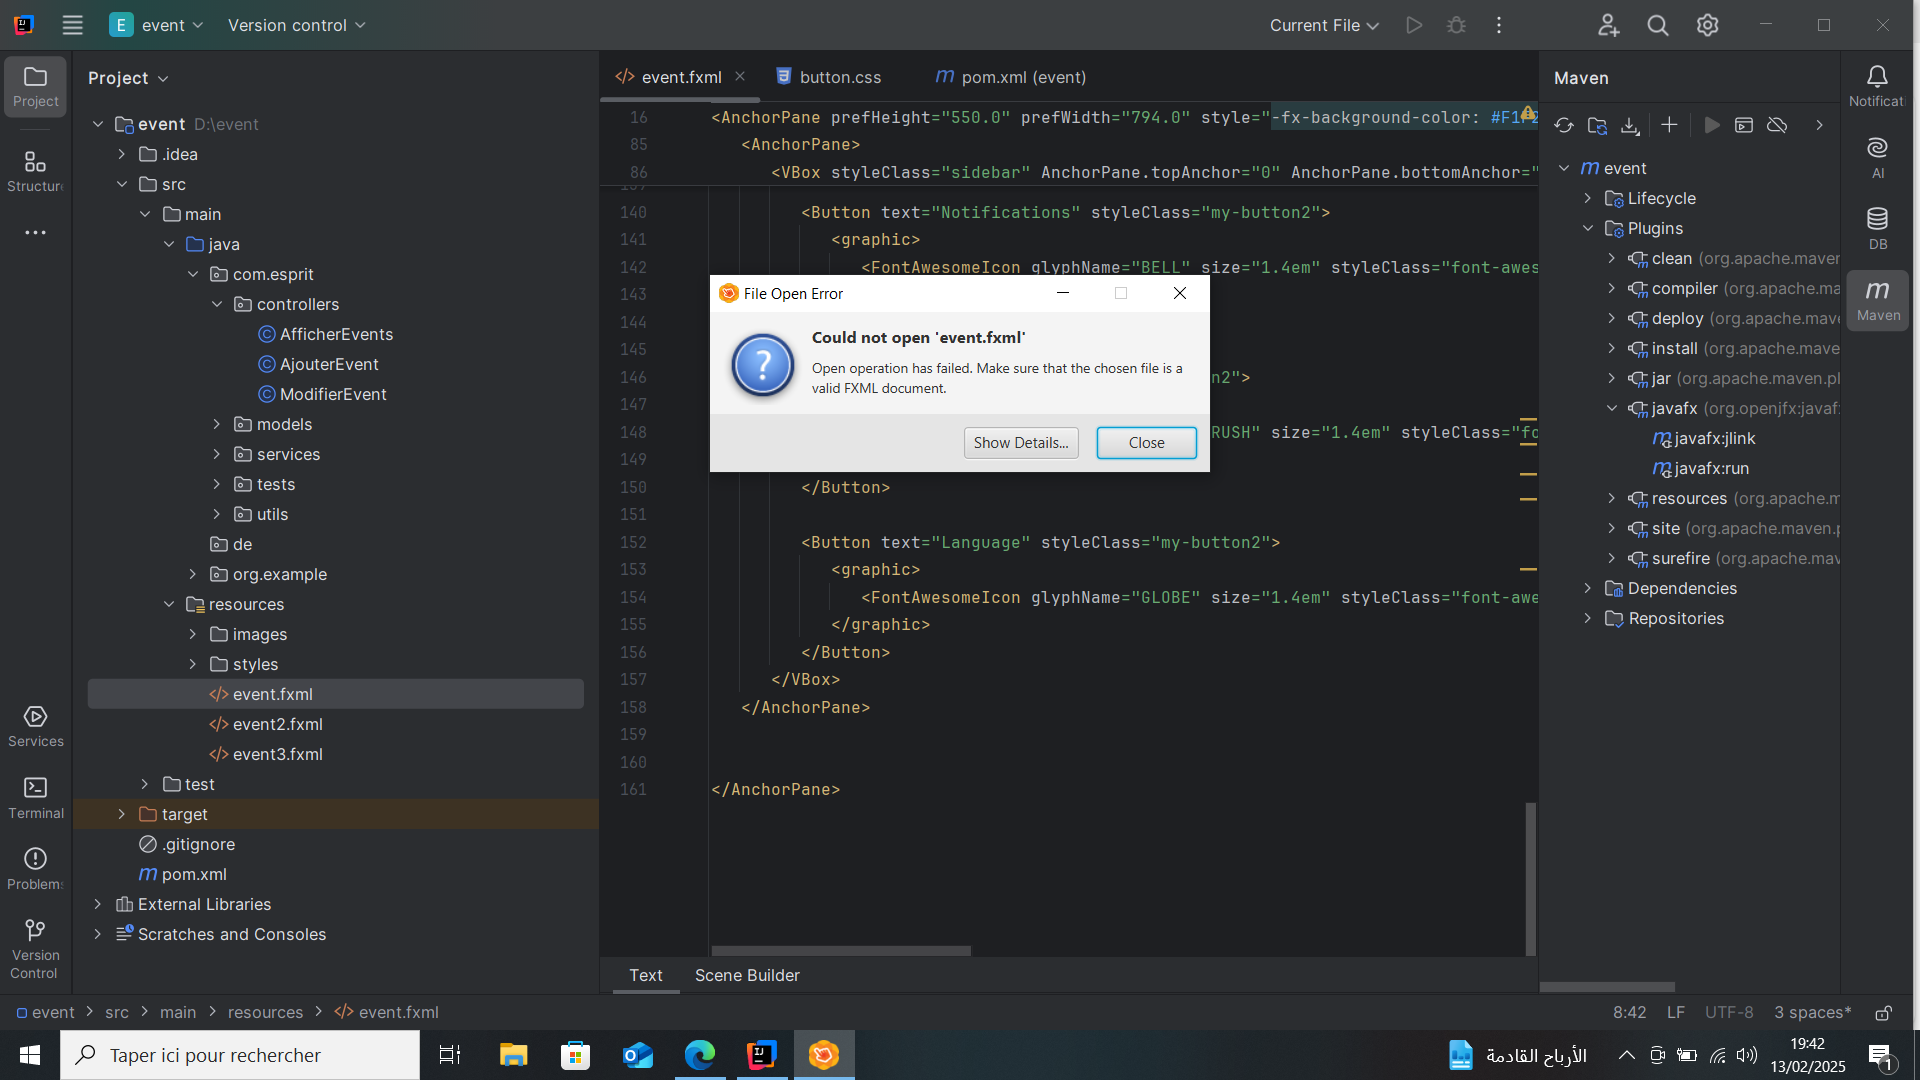 E event Version control Current File
Project
Project
event D:\event
.idea
src
main
java
com.esprit
controllers
AfficherEvents
AjouterEvent
ModifierEvent
models
services
tests
utils
de
org.example
resources
images
styles
event.fxml
event2.fxml
event3.fxml
test
target
.gitignore
pom.xml
External Libraries
Scratches and Consoles
Structure
Services
Terminal
Problems
Version
Control
event.fxml button.css pom.xml (event)
16 <AnchorPane prefHeight="550.0" prefWidth="794.0" style="-fx-background-color: #F1F2
85 <AnchorPane>
86 <VBox styleClass="sidebar" AnchorPane.topAnchor="0" AnchorPane.bottomAnchor="
140 <Button text="Notifications" styleClass="my-button2">
141 <graphic>
142 <FontAwesomeIcon glyphName="BELL" size="1.4em" styleClass="font-awes
143
144
145
146 n2">
147
148 RUSH" size="1.4em" styleClass="fo
149
150 </Button>
151
152 <Button text="Language" styleClass="my-button2">
153 <graphic>
154 <FontAwesomeIcon glyphName="GLOBE" size="1.4em" styleClass="font-awe
155 </graphic>
156 </Button>
157 </VBox>
158 </AnchorPane>
159
160
161 </AnchorPane>
File Open Error
Could not open 'event.fxml'
Open operation has failed. Make sure that the chosen file is a
valid FXML document.
Show Details... Close
Text Scene Builder
Maven
m event
Lifecycle
Plugins
clean (org.apache.maven
compiler (org.apache.ma
deploy (org.apache.mave
install (org.apache.mave
jar (org.apache.maven.pl
javafx (org.openjfx:javaf
javafx:jlink
javafx:run
resources (org.apache.m
site (org.apache.maven.p
surefire (org.apache.mav
Dependencies
Repositories
Notificati
AI
DB
m
Maven
event src main resources event.fxml 8:42 LF UTF-8 3 spaces*
Taper ici pour rechercher
الأرباح القادمة
19:42
13/02/2025
1